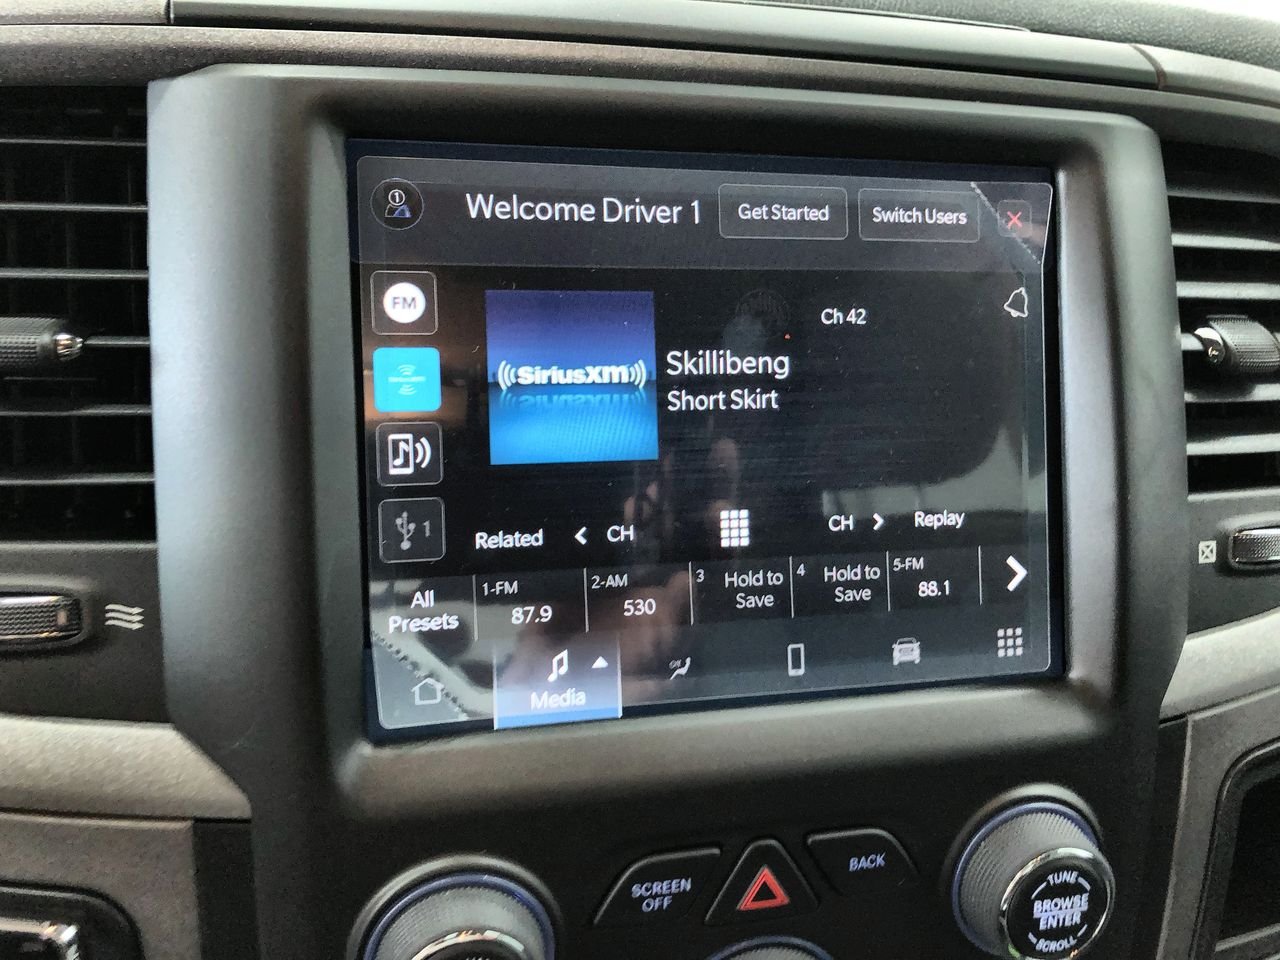 1
Welcome Driver 1
Get Started
Switch Users
FM
Ch 42
((SiriusXM))
Skillibeng
Short Skirt
1
Related
CH
CH
Replay
All
Presets
1-FM
87.9
2-AM
530
3
Hold to
Save
4
Hold to
Save
5-FM
88.1
Media
SCREEN
OFF
BACK
TUNE
BROWSE
ENTER
SCROLL